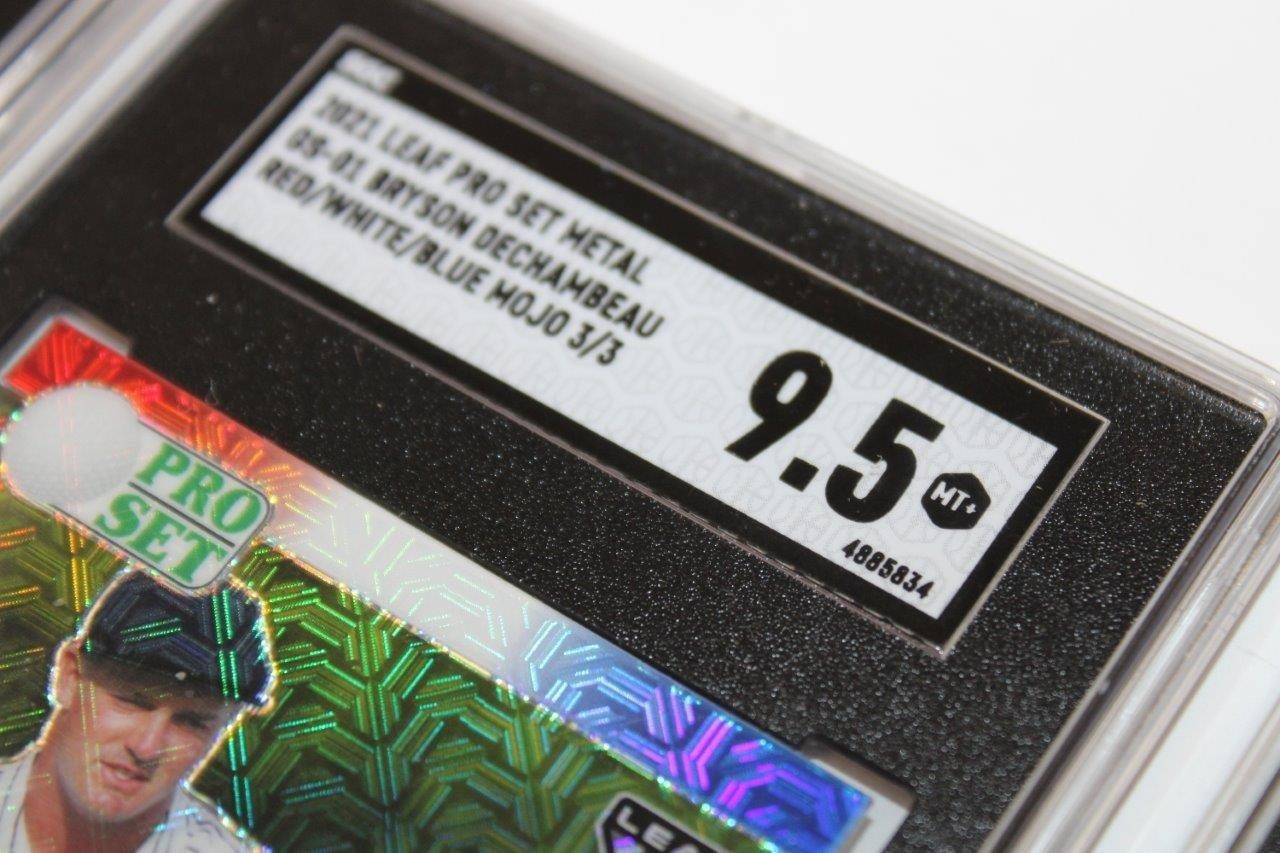 2021 LEAF PRO SET METAL
GS-01 BRYSON DECHAMBEAU
RED/WHITE/BLUE MOJO 3/3
9.5
MT+
4885834
PRO
SET
LEA